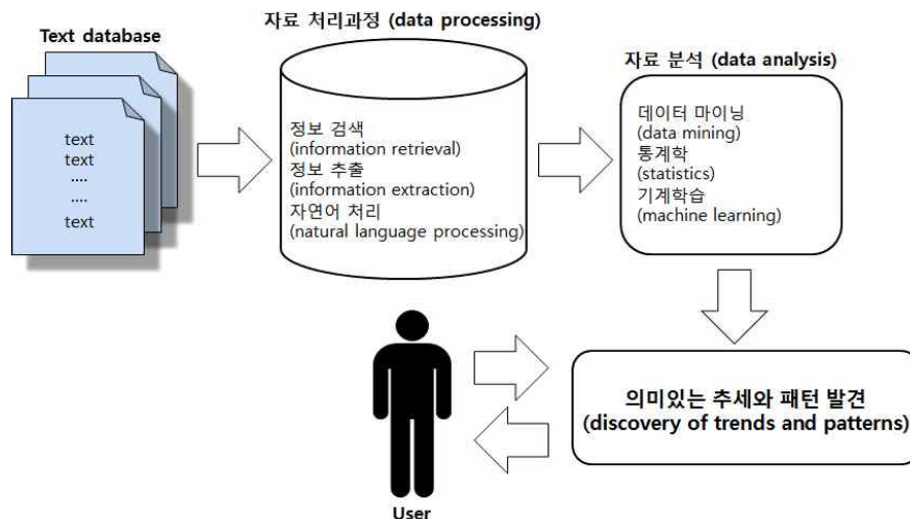 Text database
text
text
....
....
text
자료 처리과정 (data processing)
정보 검색
(information retrieval)
정보 추출
(information extraction)
자연어 처리
(natural language processing)
자료 분석 (data analysis)
데이터 마이닝
(data mining)
통계학
(statistics)
기계학습
(machine learning)
의미있는 추세와 패턴 발견
(discovery of trends and patterns)
User